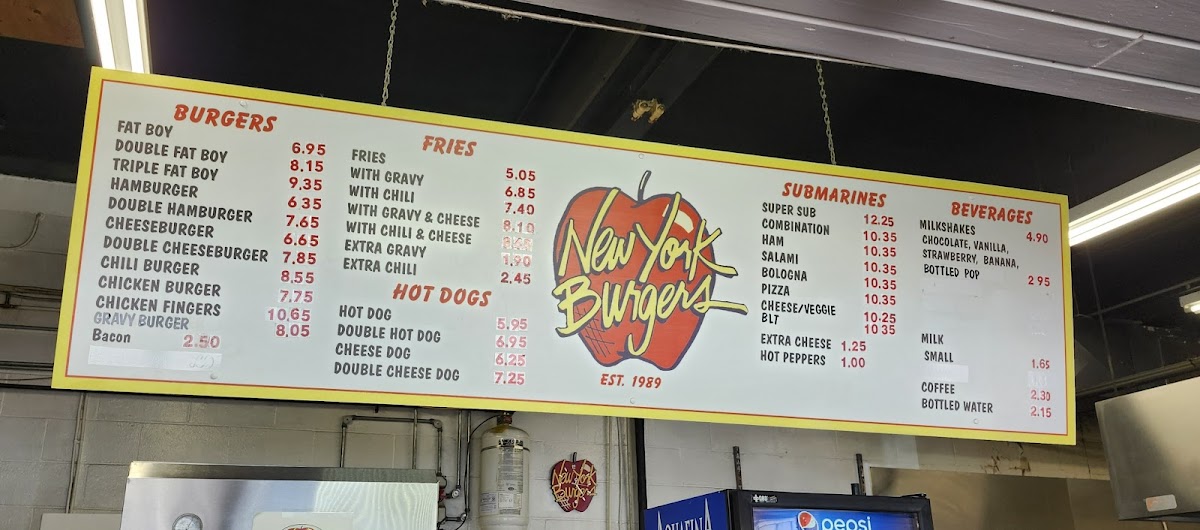 BURGERS
FAT BOY 6.95
DOUBLE FAT BOY 8.15
TRIPLE FAT BOY 9.35
HAMBURGER 6 35
DOUBLE HAMBURGER 7.65
CHEESEBURGER 6.65
DOUBLE CHEESEBURGER 7.85
CHILI BURGER 8.55
CHICKEN BURGER 7.75
CHICKEN FINGERS 10.65
GRAVY BURGER 8.05
Bacon 2.50
FRIES
FRIES 5.05
WITH GRAVY 6.85
WITH CHILI 7.40
WITH GRAVY & CHEESE 8.10
WITH CHILI & CHEESE
EXTRA GRAVY 1.90
EXTRA CHILI 2.45
HOT DOGS
HOT DOG 5.95
DOUBLE HOT DOG 6.95
CHEESE DOG 6.25
DOUBLE CHEESE DOG 7.25
New York
Burgers
EST. 1989
SUBMARINES
SUPER SUB 12.25
COMBINATION 10.35
HAM 10.35
SALAMI 10.35
BOLOGNA 10.35
PIZZA 10.35
CHEESE/VEGGIE 10.25
BLT 10 35
EXTRA CHEESE 1.25
HOT PEPPERS 1.00
BEVERAGES
MILKSHAKES 4.90
CHOCOLATE, VANILLA,
STRAWBERRY, BANANA,
BOTTLED POP 2 95
MILK
SMALL 1.65
COFFEE 2.30
BOTTLED WATER 2.15
New York
Burgers
AQUAFINA
pepsi